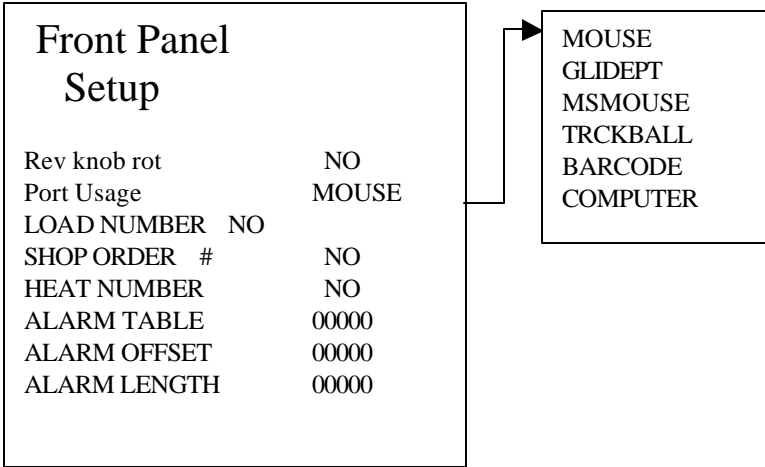 Front Panel
Setup
Rev knob rot NO
Port Usage MOUSE
LOAD NUMBER NO
SHOP ORDER # NO
HEAT NUMBER NO
ALARM TABLE 00000
ALARM OFFSET 00000
ALARM LENGTH 00000
MOUSE
GLIDEPT
MSMOUSE
TRCKBALL
BARCODE
COMPUTER